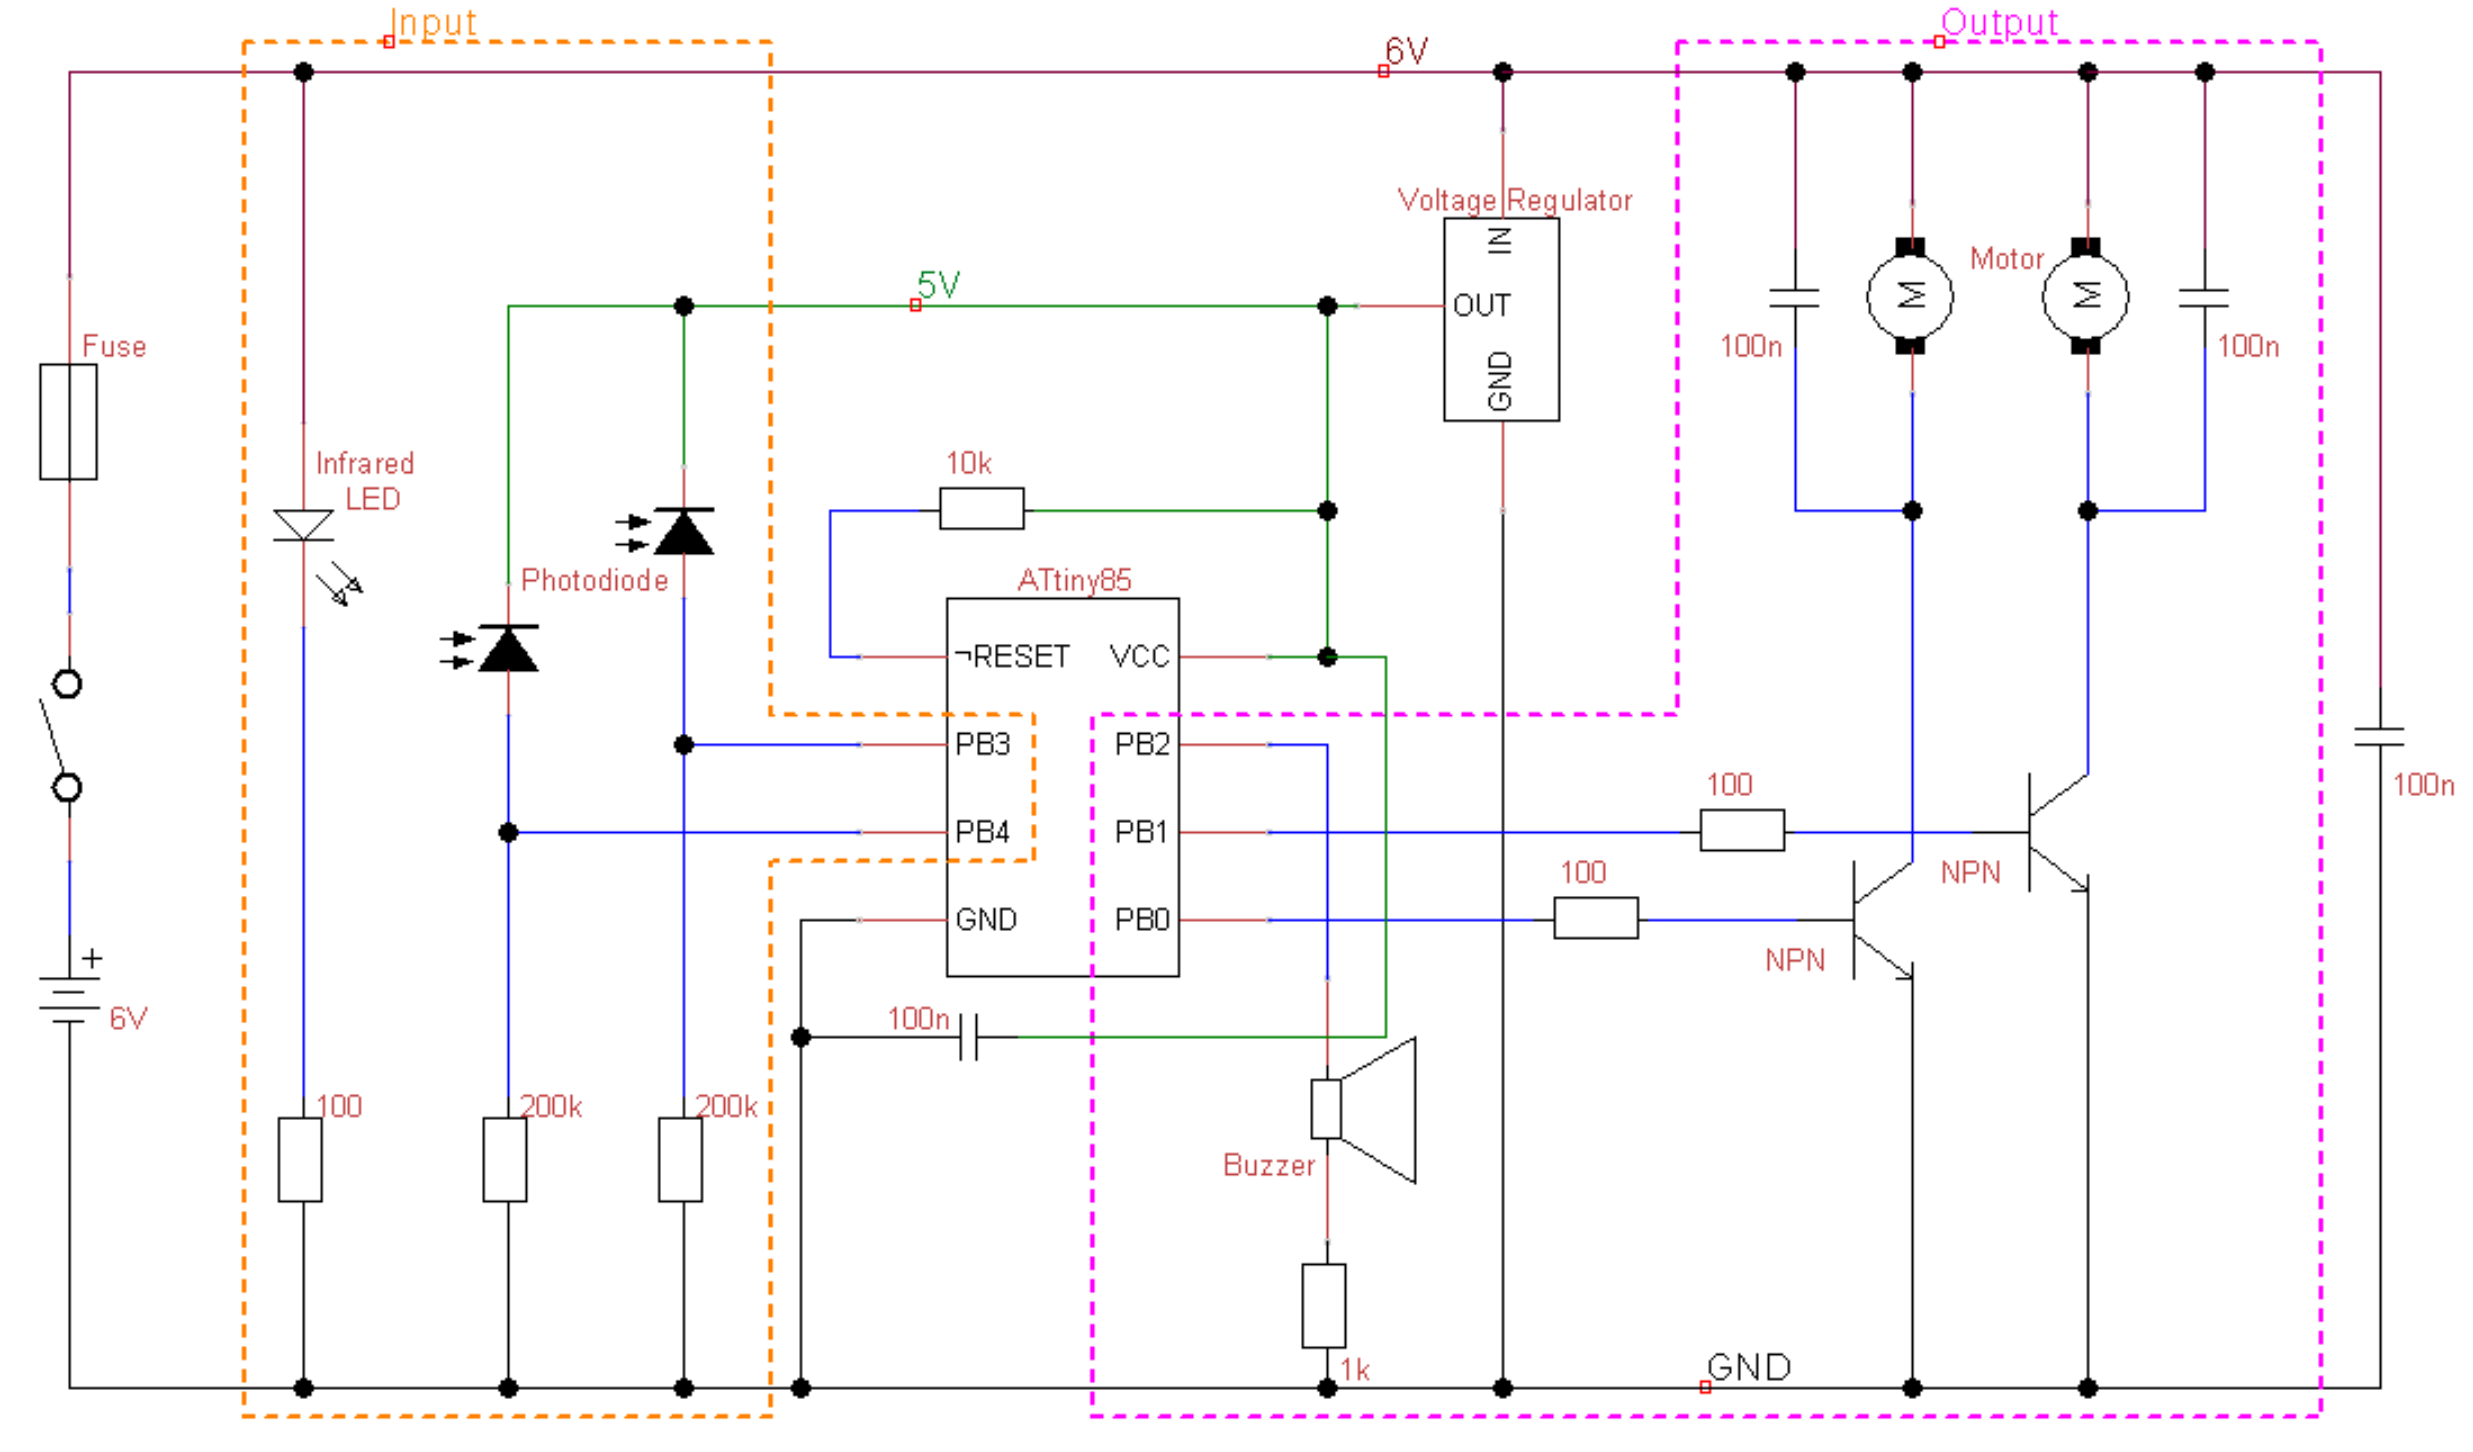 Input
Output
6V
Voltage Regulator
IN
Motor
M
M
5V
OUT
Fuse
100n
100n
GND
Infrared
LED
10k
Photodiode
ATtiny85
¬RESET
VCC
PB3
PB2
100
100n
PB4
PB1
100
NPN
GND
PB0
NPN
+
6V
100n
100
200k
200k
Buzzer
1k
GND